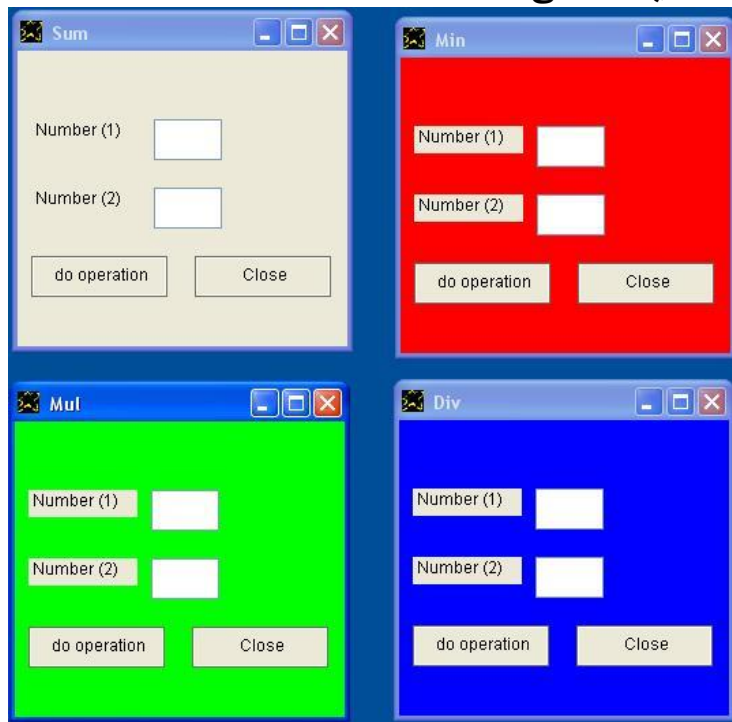 Sum
Number (1)
Number (2)
do operation
Close
Min
Number (1)
Number (2)
do operation
Close
Mul
Number (1)
Number (2)
do operation
Close
Div
Number (1)
Number (2)
do operation
Close